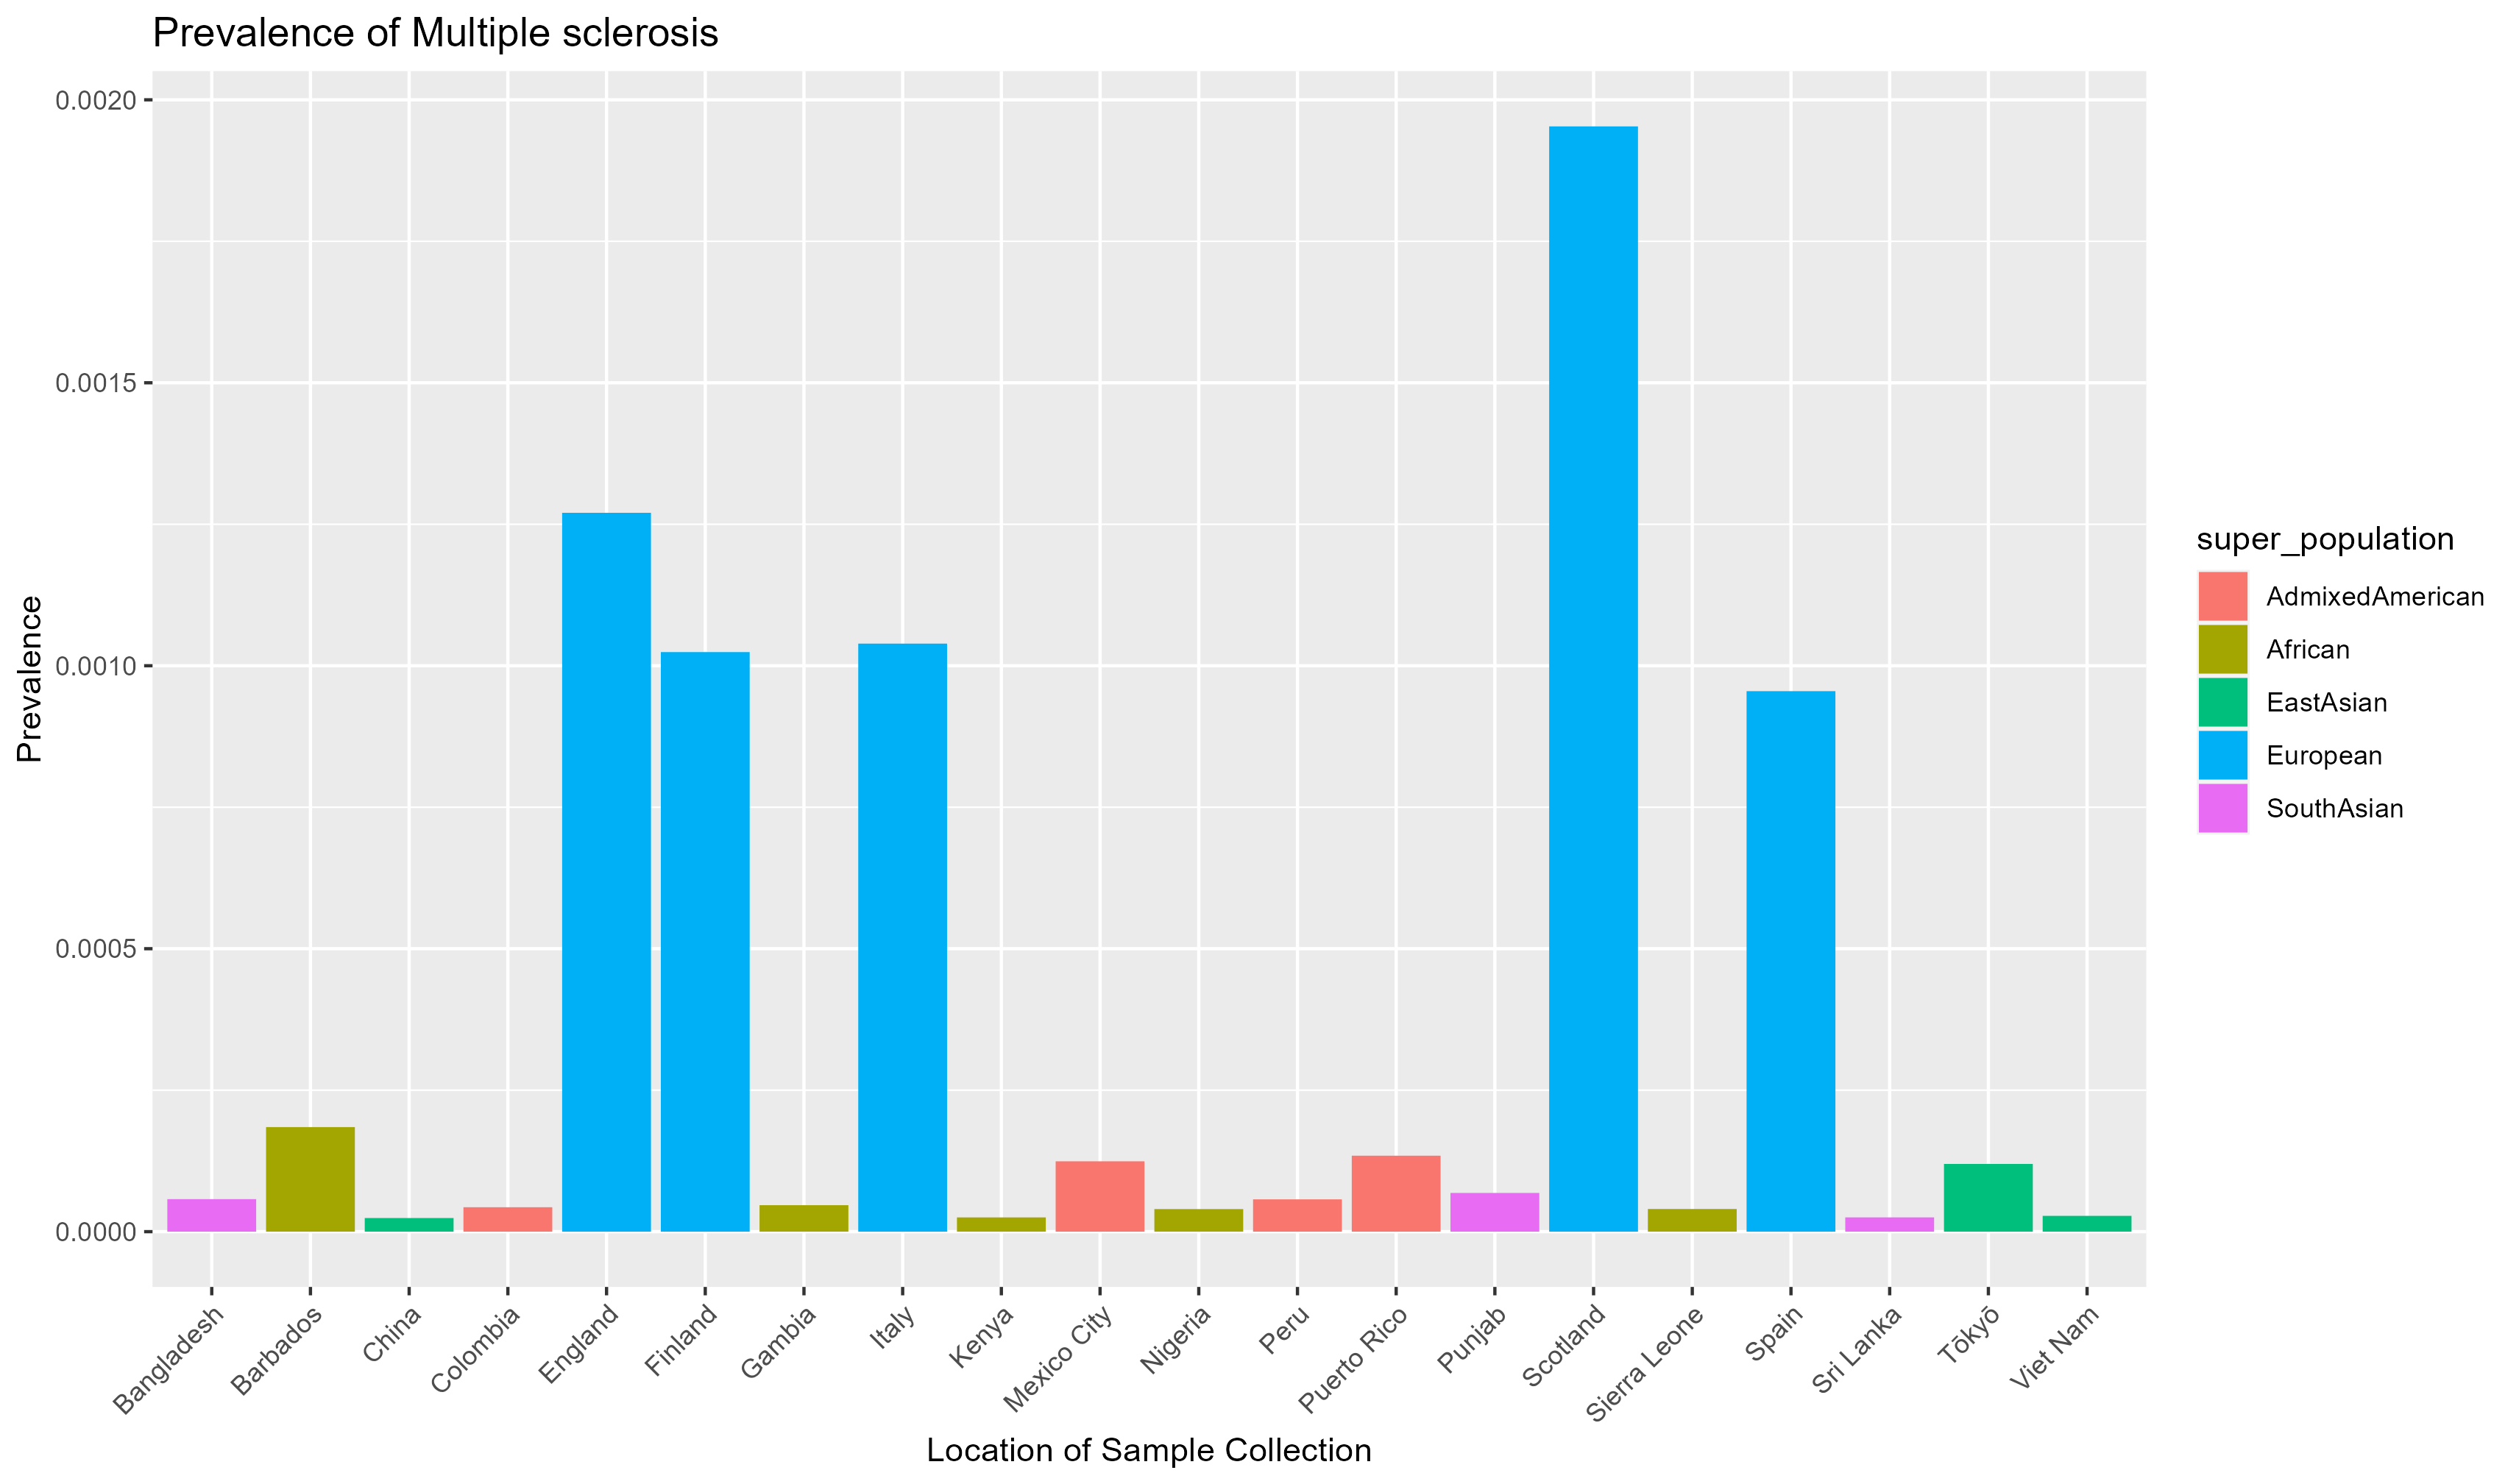 Prevalence of Multiple sclerosis
0.0020
0.0015
0.0010
0.0005
0.0000
Prevalence
Bangladesh
Barbados
China
Colombia
England
Finland
Gambia
Italy
Kenya
Mexico City
Nigeria
Peru
Puerto Rico
Punjab
Scotland
Sierra Leone
Spain
Sri Lanka
Tōkyō
Viet Nam
Location of Sample Collection
super_population
AdmixedAmerican
African
EastAsian
European
SouthAsian